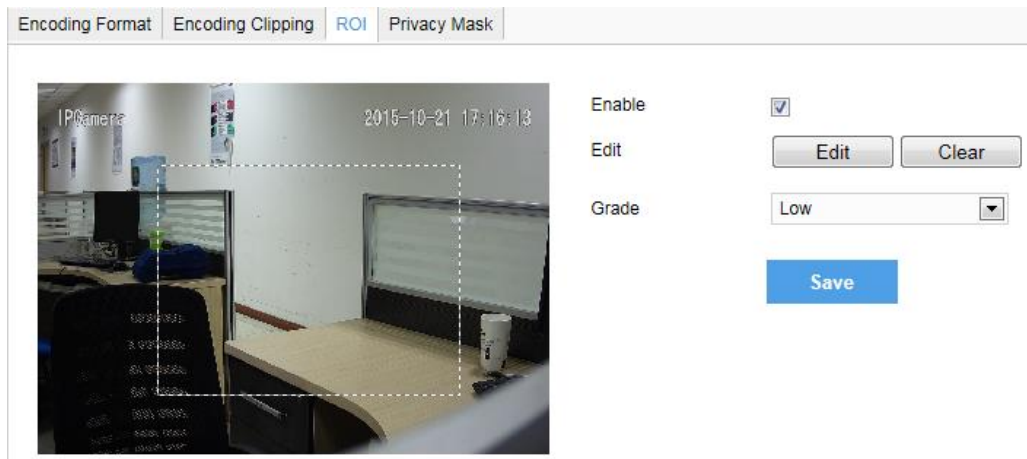 Encoding Format Encoding Clipping ROI Privacy Mask
IPCamera 2015-10-21 17:16:13
Enable
Edit Edit Clear
Grade Low
Save